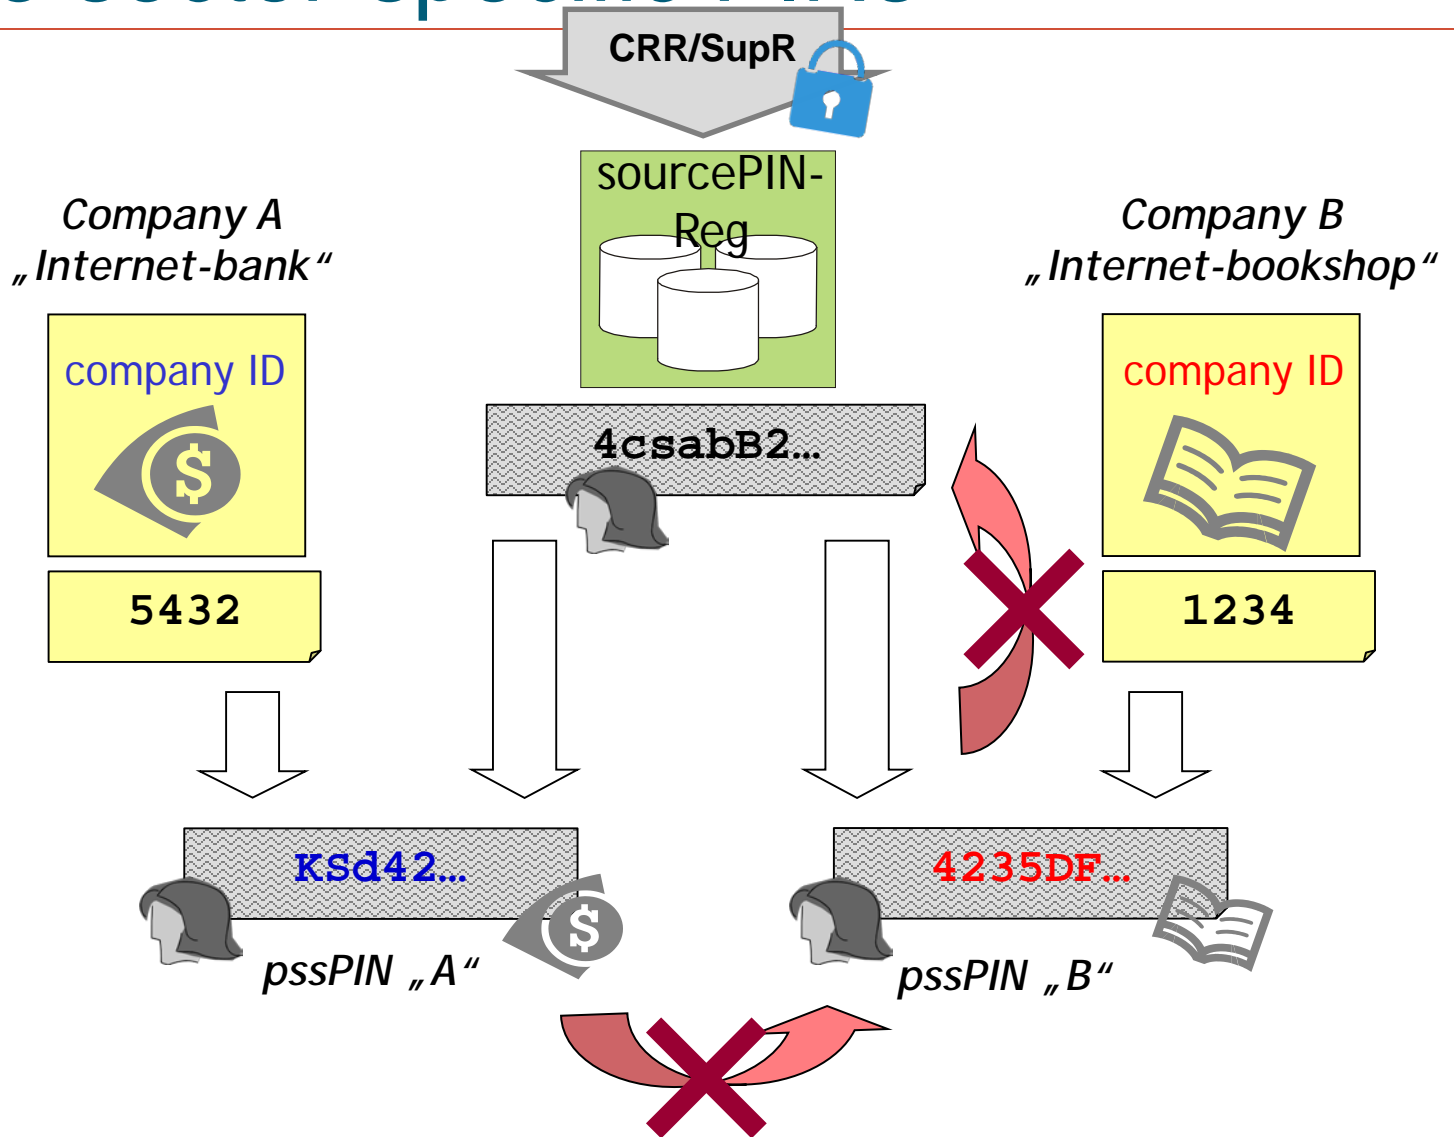 CRR/SupR
sourcePIN-
Reg
Company A
„Internet-bank“
Company B
„Internet-bookshop“
company ID
company ID
4csabB2…
5432
1234
KSd42…
4235DF…
pssPIN „A“
pssPIN „B“